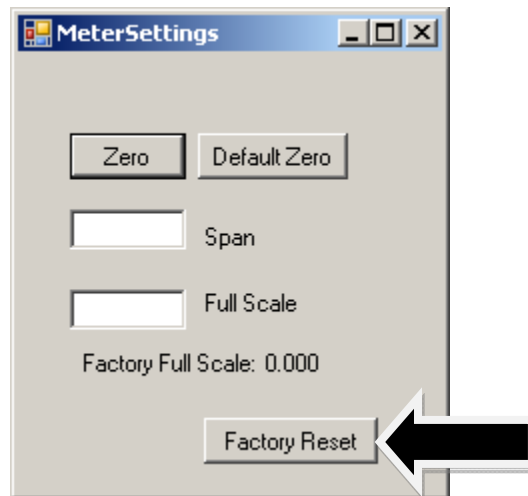 MeterSettings
Zero Default Zero
Span
Full Scale
Factory Full Scale: 0.000
Factory Reset